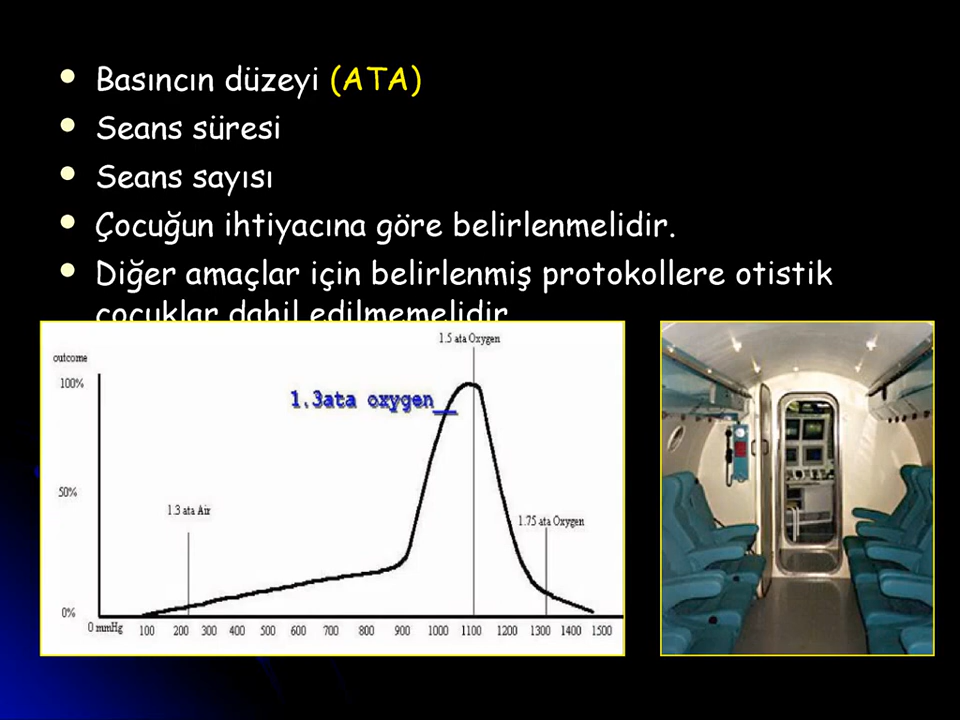 Basıncın düzeyi (ATA)
Seans süresi
Seans sayısı
Çocuğun ihtiyacına göre belirlenmelidir.
Diğer amaçlar için belirlenmiş protokollere otistik
çocuklar dahil edilmemelidir
1.5 ata Oxygen
outcome
100%
1.3ata oxygen
50%
1.3 ata Air
1.75 ata Oxygen
0%
0 mmHg 100 200 300 400 500 600 700 800 900 1000 1100 1200 1300 1400 1500